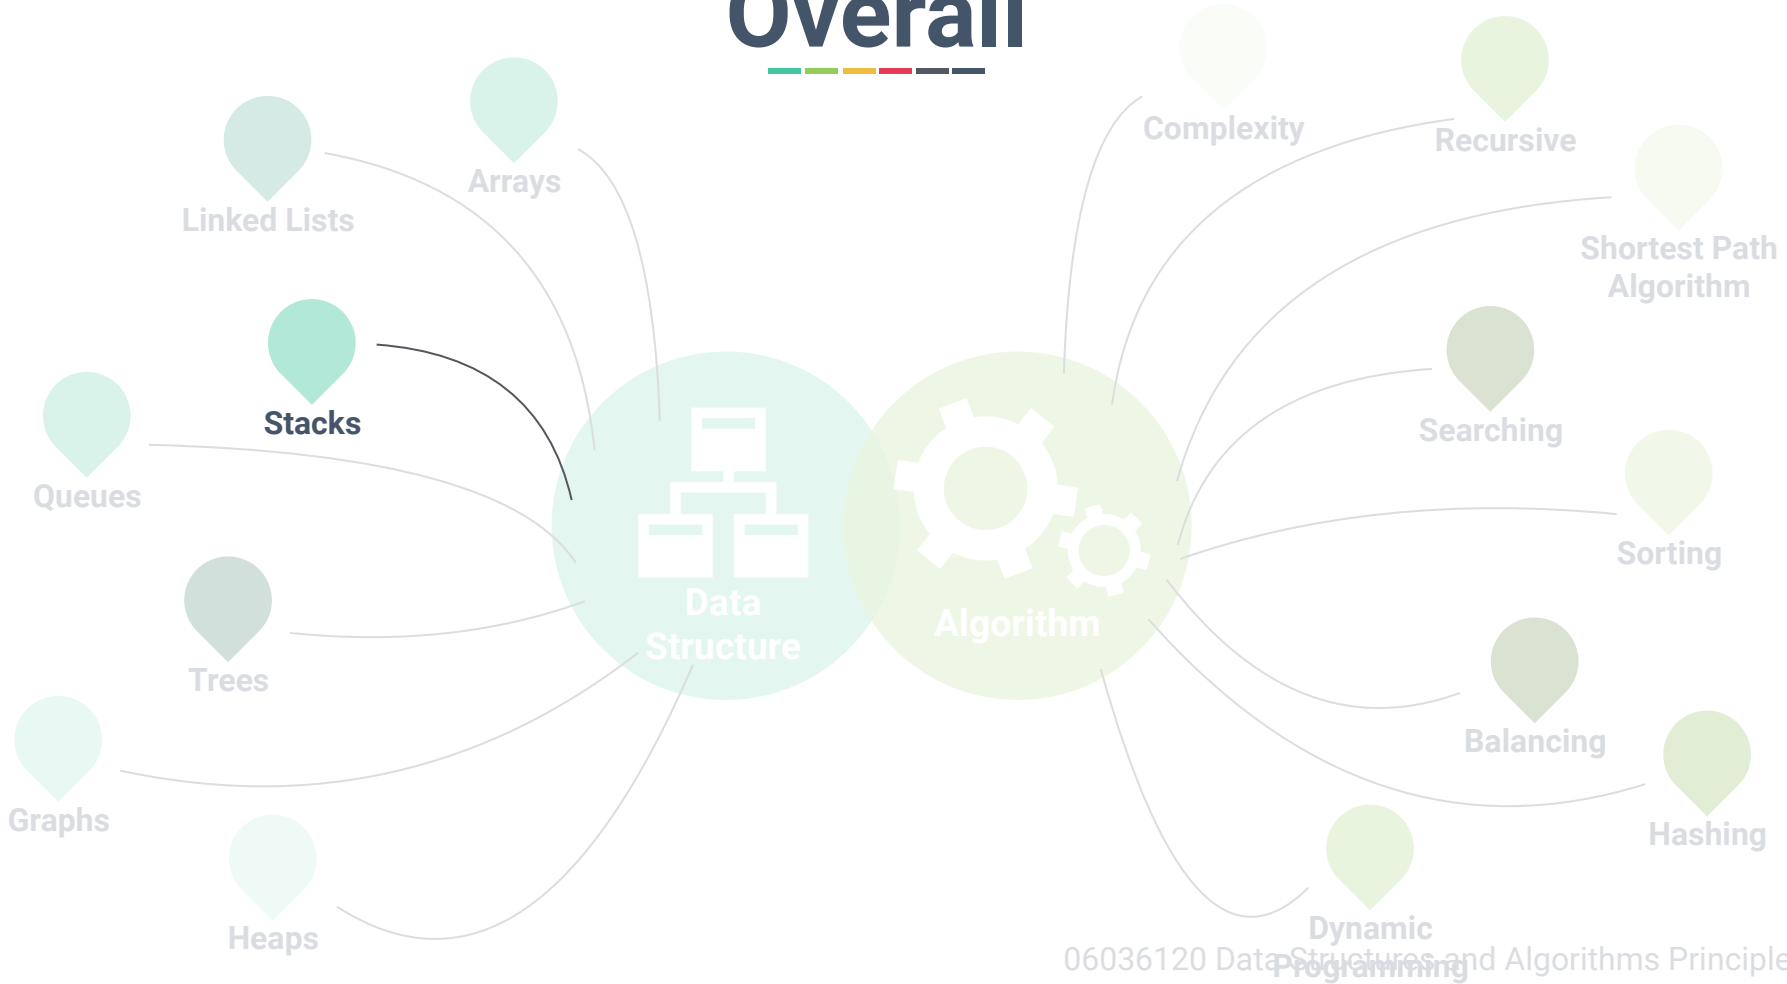 Overall
Complexity
Recursive
Arrays
Linked Lists
Shortest Path
Algorithm
Stacks
Searching
Queues
Sorting
Data
Structure
Algorithm
Trees
Balancing
Graphs
Hashing
Heaps
Dynamic
Programming
06036120 Data Structures and Algorithms Principle